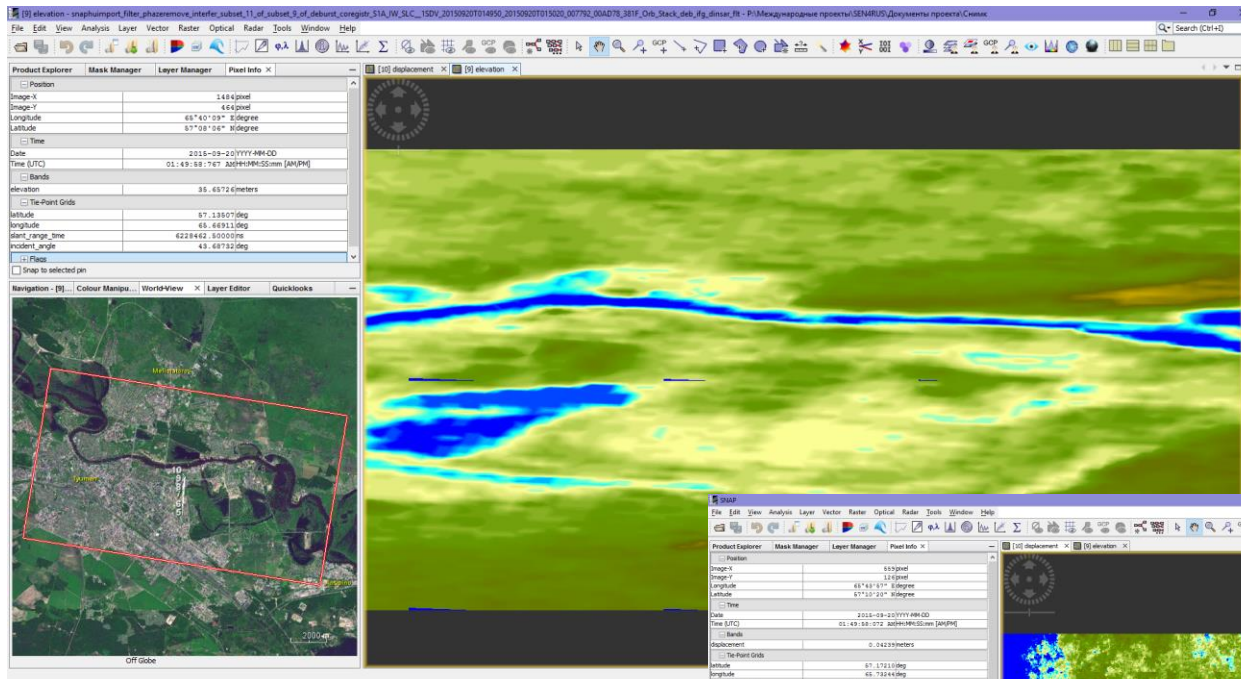 [9] elevation - snaphuimport_filter_phazeremove_interfer_subset_11_of_subset_9_of_deburst_coregistr_S1A_IW_SLC__1SDV_20150920T014950_20150920T015020_007792_00AD78_381F_Orb_Stack_deb_ifg_dinsar_flt - P:\Международные проекты\SEN4RUS\Документы проекта\Снимк
File Edit View Analysis Layer Vector Raster Optical Radar Tools Window Help
Search (Ctrl+I)
Product Explorer Mask Manager Layer Manager Pixel Info
[10] displacement [9] elevation
Position
Image-X 1484 pixel
Image-Y 464 pixel
Longitude 65°40'09" E degree
Latitude 57°08'06" N degree
Time
Date 2015-09-20 YYYY-MM-DD
Time (UTC) 01:49:58:767 AM HH:MM:SS:mm [AM/PM]
Bands
elevation 35.65726 meters
Tie-Point Grids
latitude 57.13507 deg
longitude 65.66911 deg
slant_range_time 6228462.50000 ns
incident_angle 43.68732 deg
Flags
Snap to selected pin
Navigation - [9]... Colour Manipu... World-View Layer Editor Quicklooks
Tyumen
2000 m
Off Globe
SNAP
File Edit View Analysis Layer Vector Raster Optical Radar Tools Window Help
Product Explorer Mask Manager Layer Manager Pixel Info
[10] displacement [9] elevation
Position
Image-X 559 pixel
Image-Y 126 pixel
Longitude 65°43'57" E degree
Latitude 57°10'20" N degree
Time
Date 2015-09-20 YYYY-MM-DD
Time (UTC) 01:49:58:072 AM HH:MM:SS:mm [AM/PM]
Bands
displacement 0.04239 meters
Tie-Point Grids
latitude 57.17210 deg
longitude 65.73244 deg